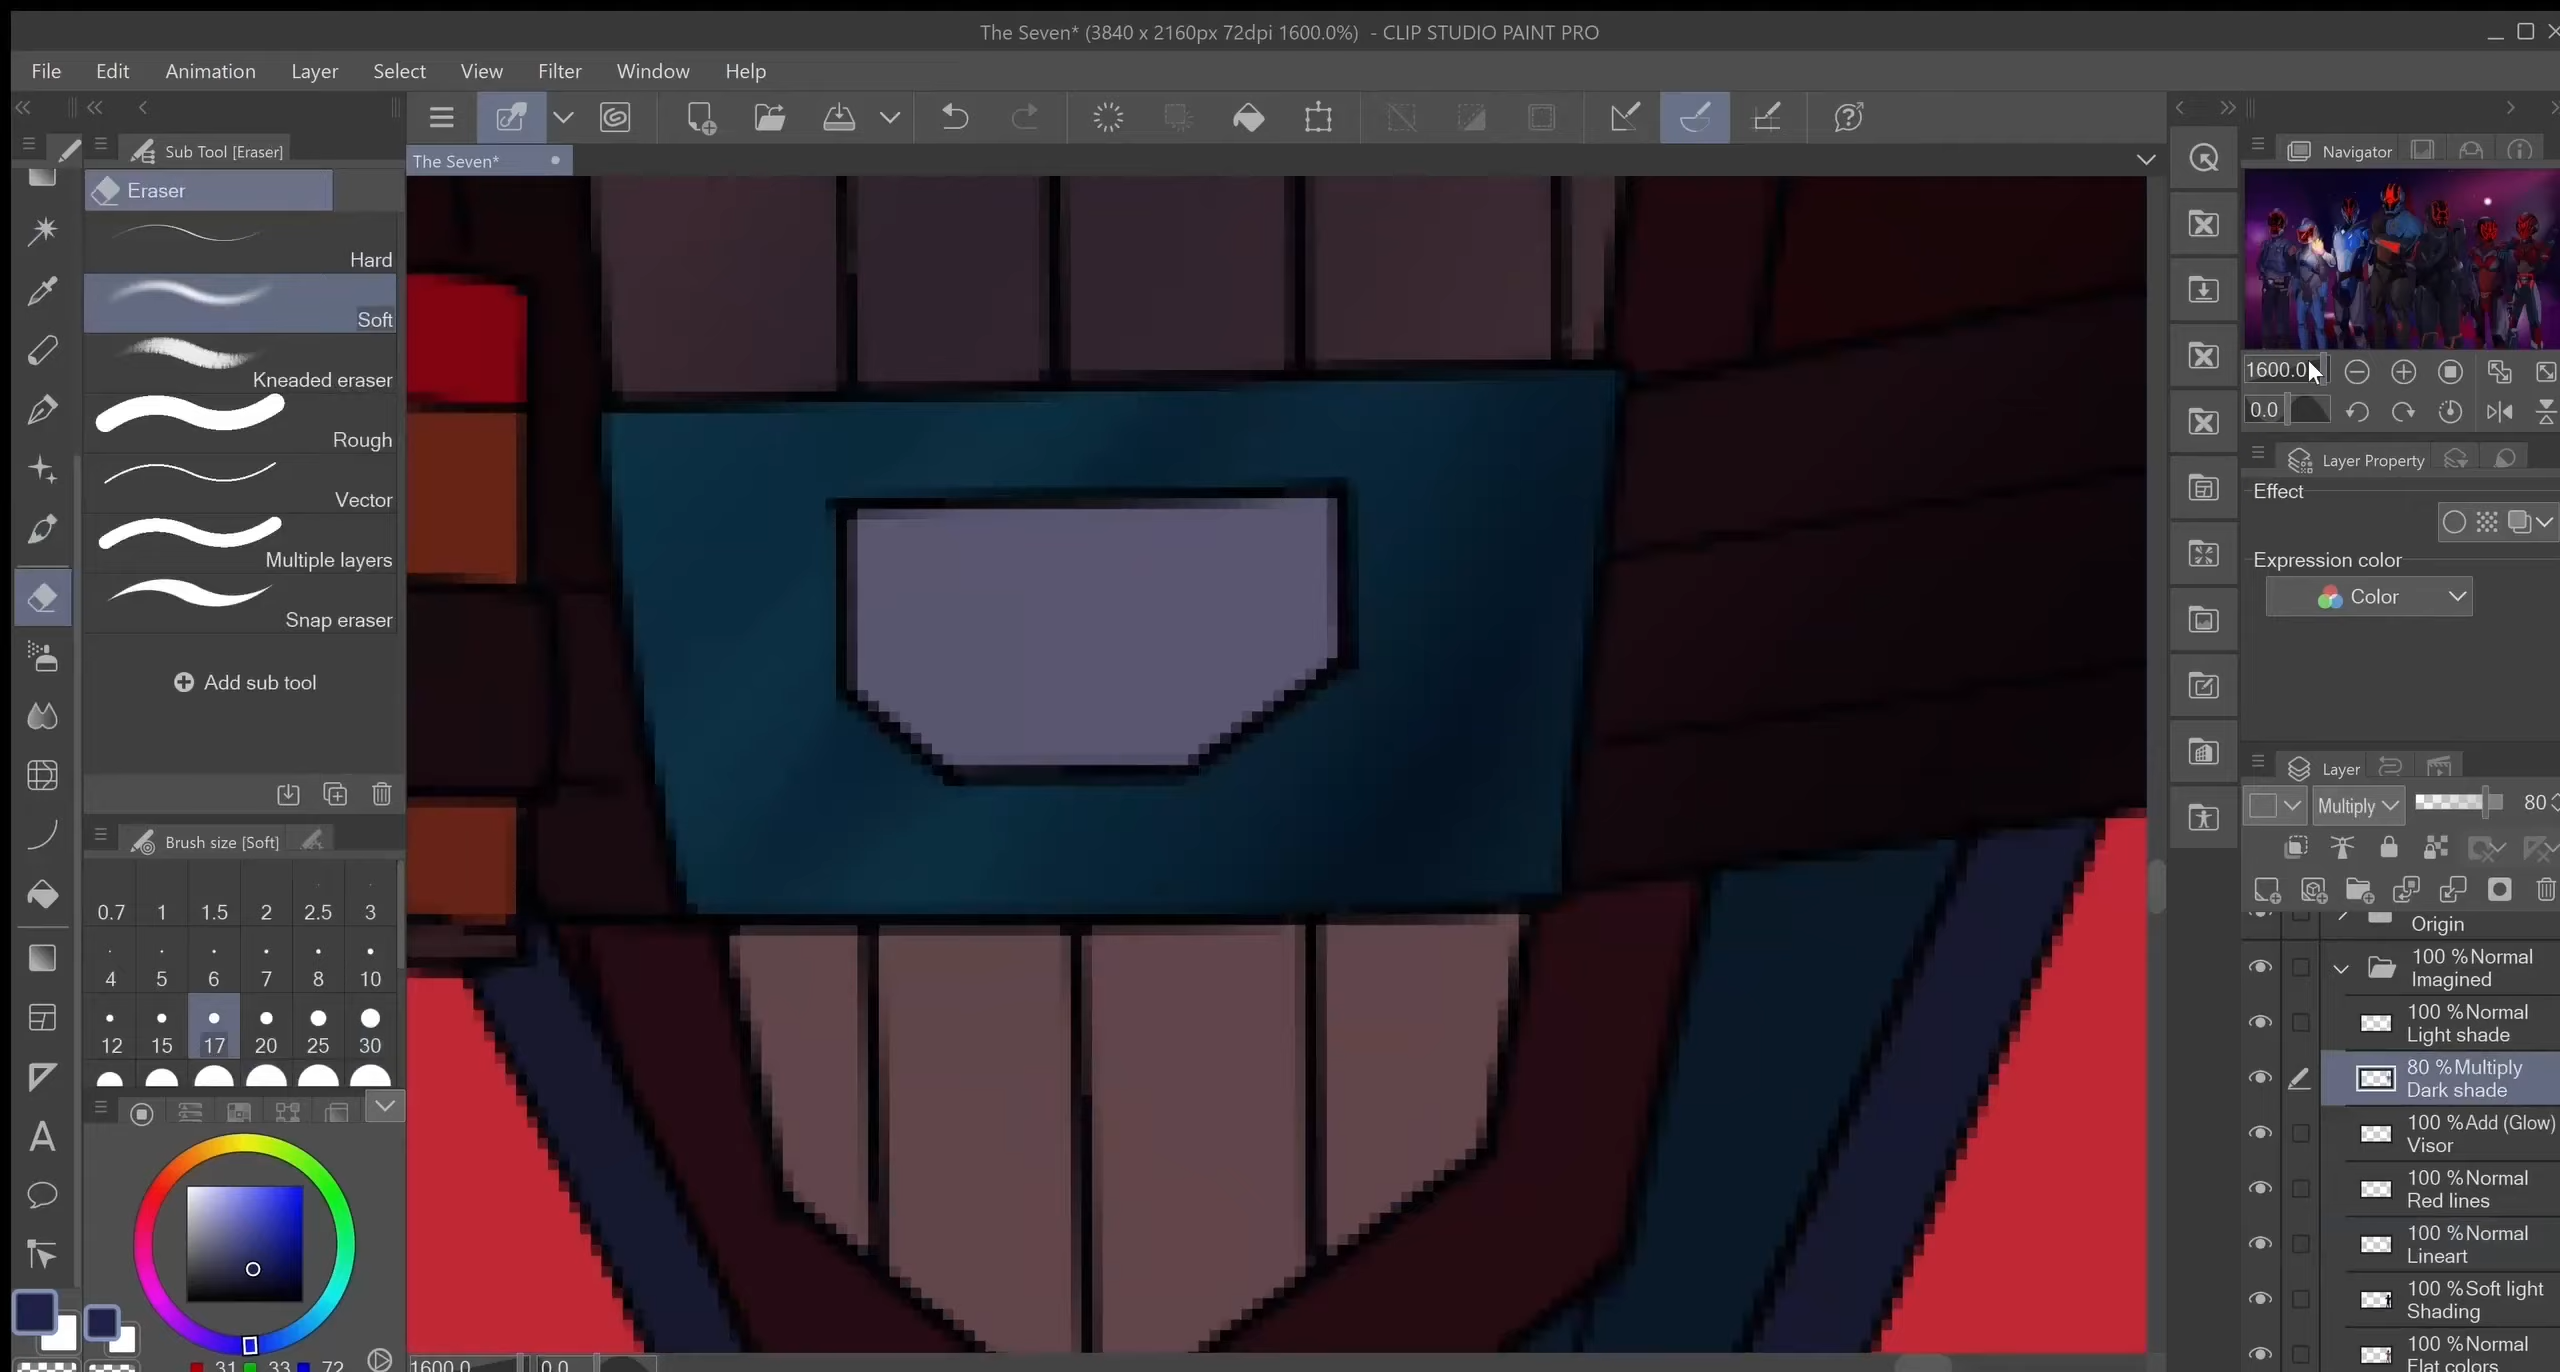 The Seven* (3840 x 2160px 72dpi 1600.0%) - CLIP STUDIO PAINT PRO
File Edit Animation Layer Select View Filter Window Help
Sub Tool [Eraser]
The Seven*
Navigator
Eraser
Hard
Soft
Kneaded eraser
Rough
Vector
Multiple layers
Snap eraser
Add sub tool
Brush size [Soft]
0.7 1 1.5 2 2.5 3
4 5 6 7 8 10
12 15 17 20 25 30
31 33 72
1600.0 0.0
1600.0
0.0
Layer Property
Effect
Expression color
Color
Layer
Multiply 80
Origin
100 %Normal
Imagined
100 %Normal
Light shade
80 %Multiply
Dark shade
100 %Add (Glow)
Visor
100 %Normal
Red lines
100 %Normal
Lineart
100 %Soft light
Shading
100 %Normal
Flat colors